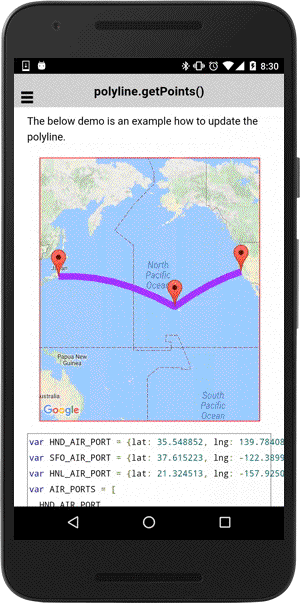 8:30
polyline.getPoints()
The below demo is an example how to update the
polyline.
North
Pacific
Ocean
Papua New
Guinea
ustralia
South
Pacific
Ocean
Google
var HND_AIR_PORT = {lat: 35.548852, lng: 139.78408
var SFO_AIR_PORT = {lat: 37.615223, lng: -122.3899
var HNL_AIR_PORT = {lat: 21.324513, lng: -157.9250
var AIR_PORTS = [
HND_AIR_PORT